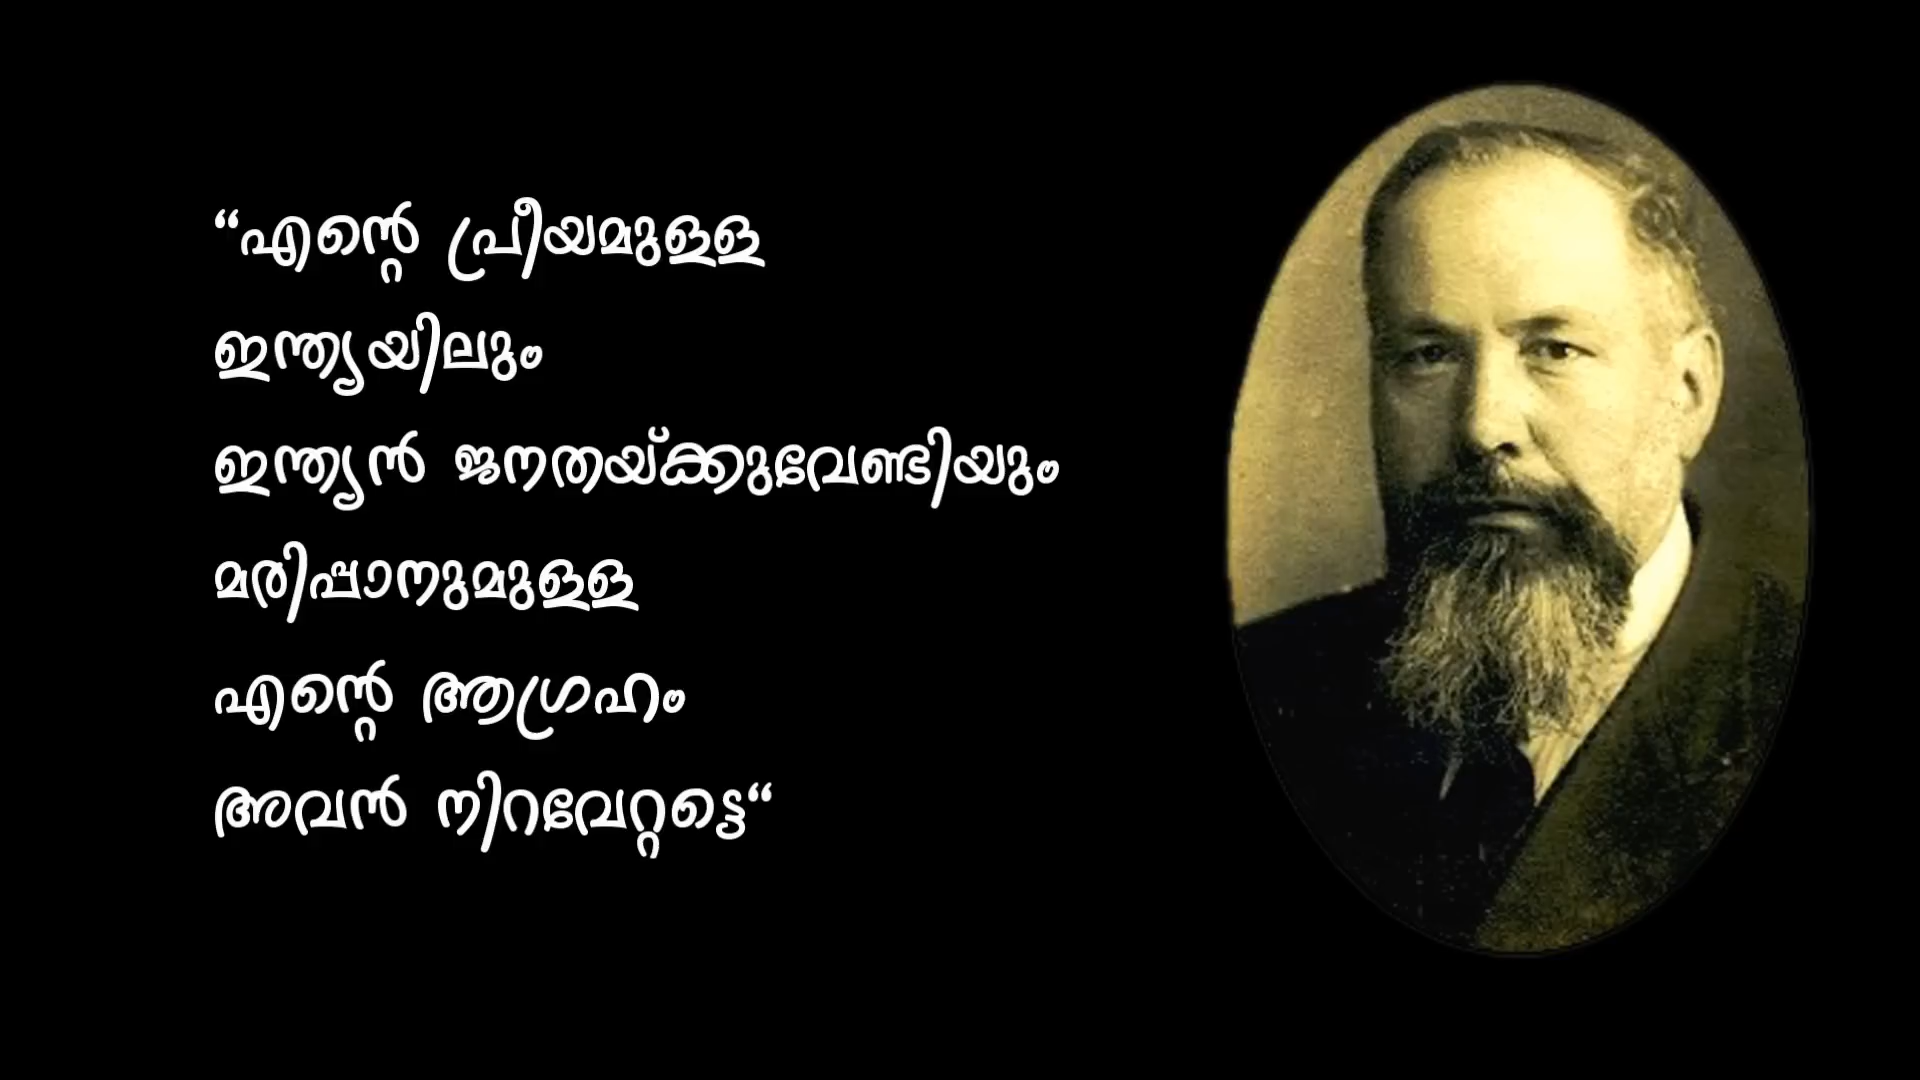 “എന്റെ പ്രീയമുള്ള
ഇന്ത്യയിലും
ഇന്ത്യൻ ജനതയ്ക്കുവേണ്ടിയും
മരിപ്പാനുമുള്ള
എന്റെ ആഗ്രഹം
അവൻ നിറവേറ്റട്ടെ“